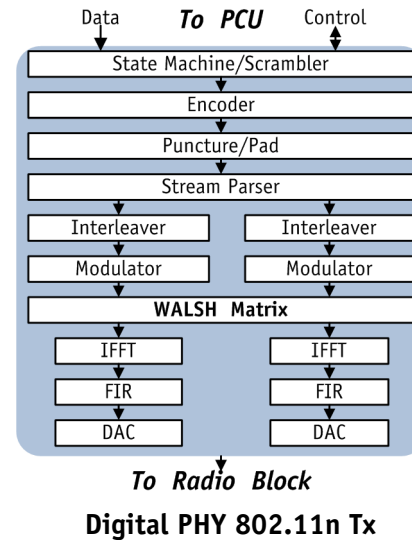 Data To PCU Control
State Machine/Scrambler
Encoder
Puncture/Pad
Stream Parser
Interleaver Interleaver
Modulator Modulator
WALSH Matrix
IFFT IFFT
FIR FIR
DAC DAC
To Radio Block
Digital PHY 802.11n Tx